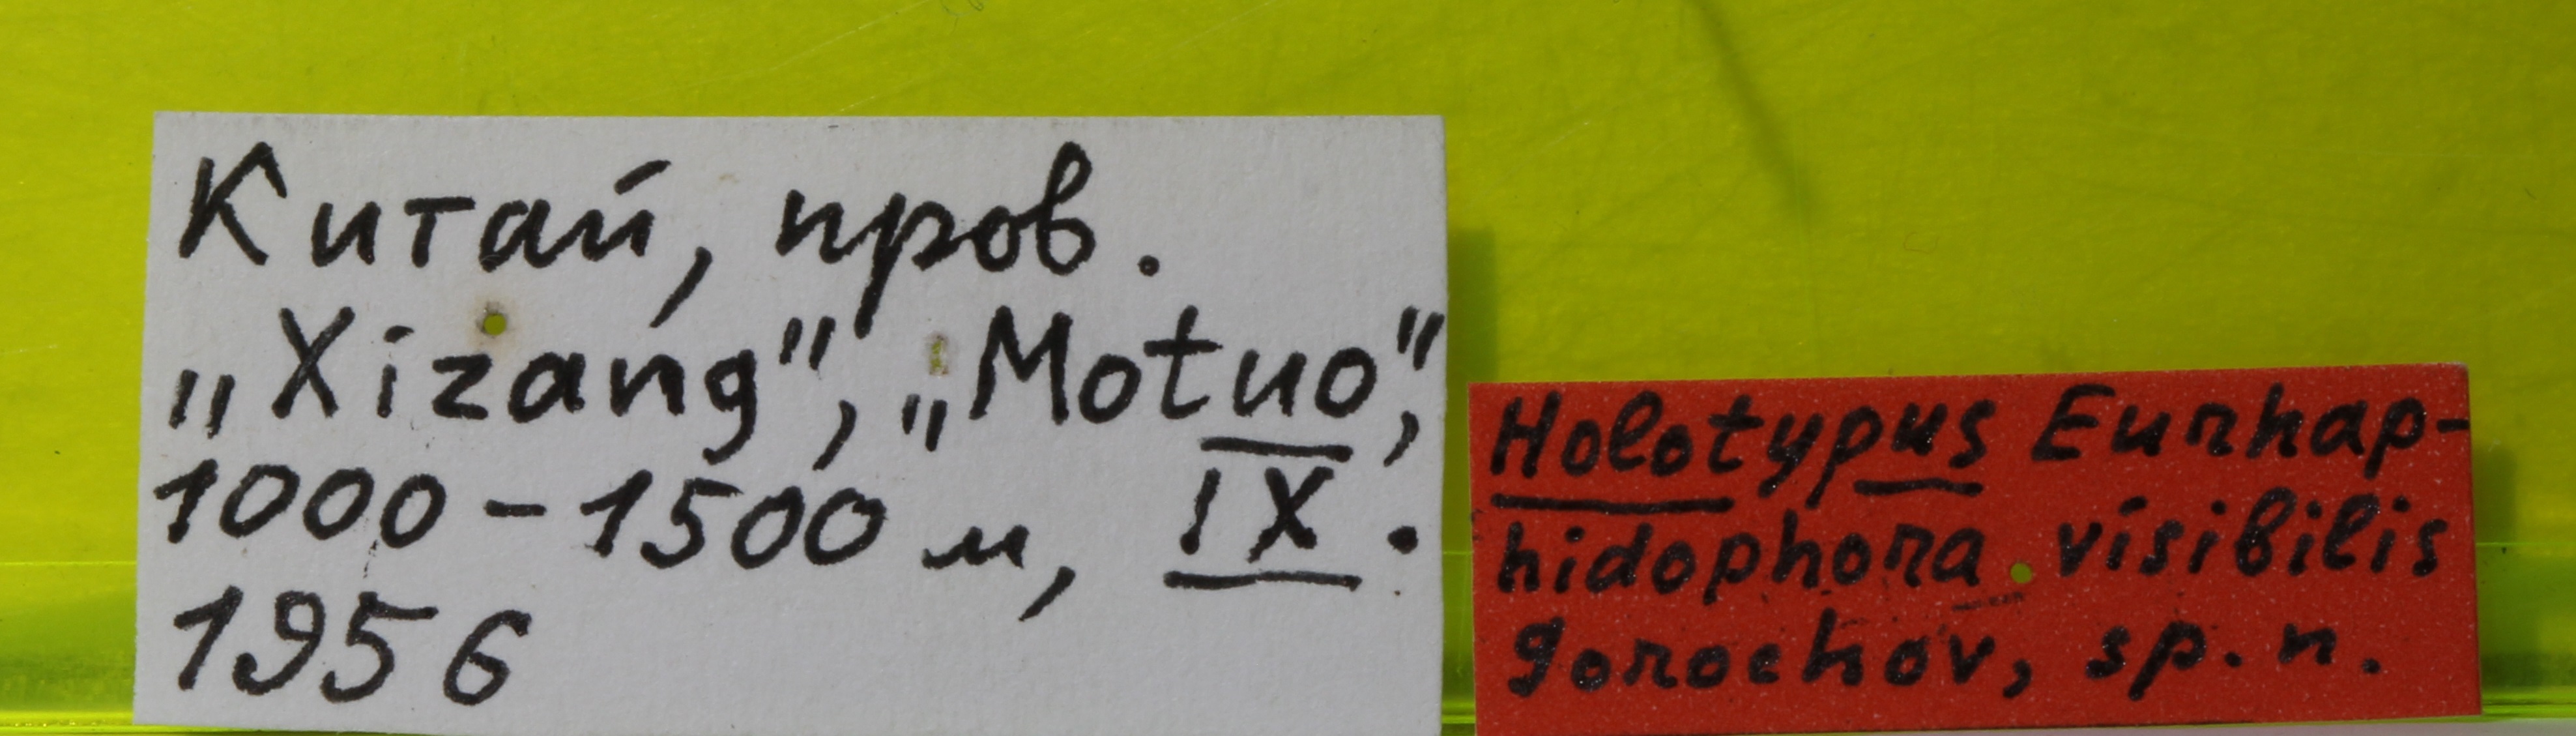 Китай, пров.
„Xizang", „Motuo",
1000-1500 м, IX.
1956
Holotypus Eurhap-
hidophora visibilis
Gorochov, sp. n.